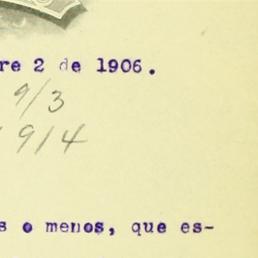 re 2 de 1906.
9/3
914
s o menos, que es-